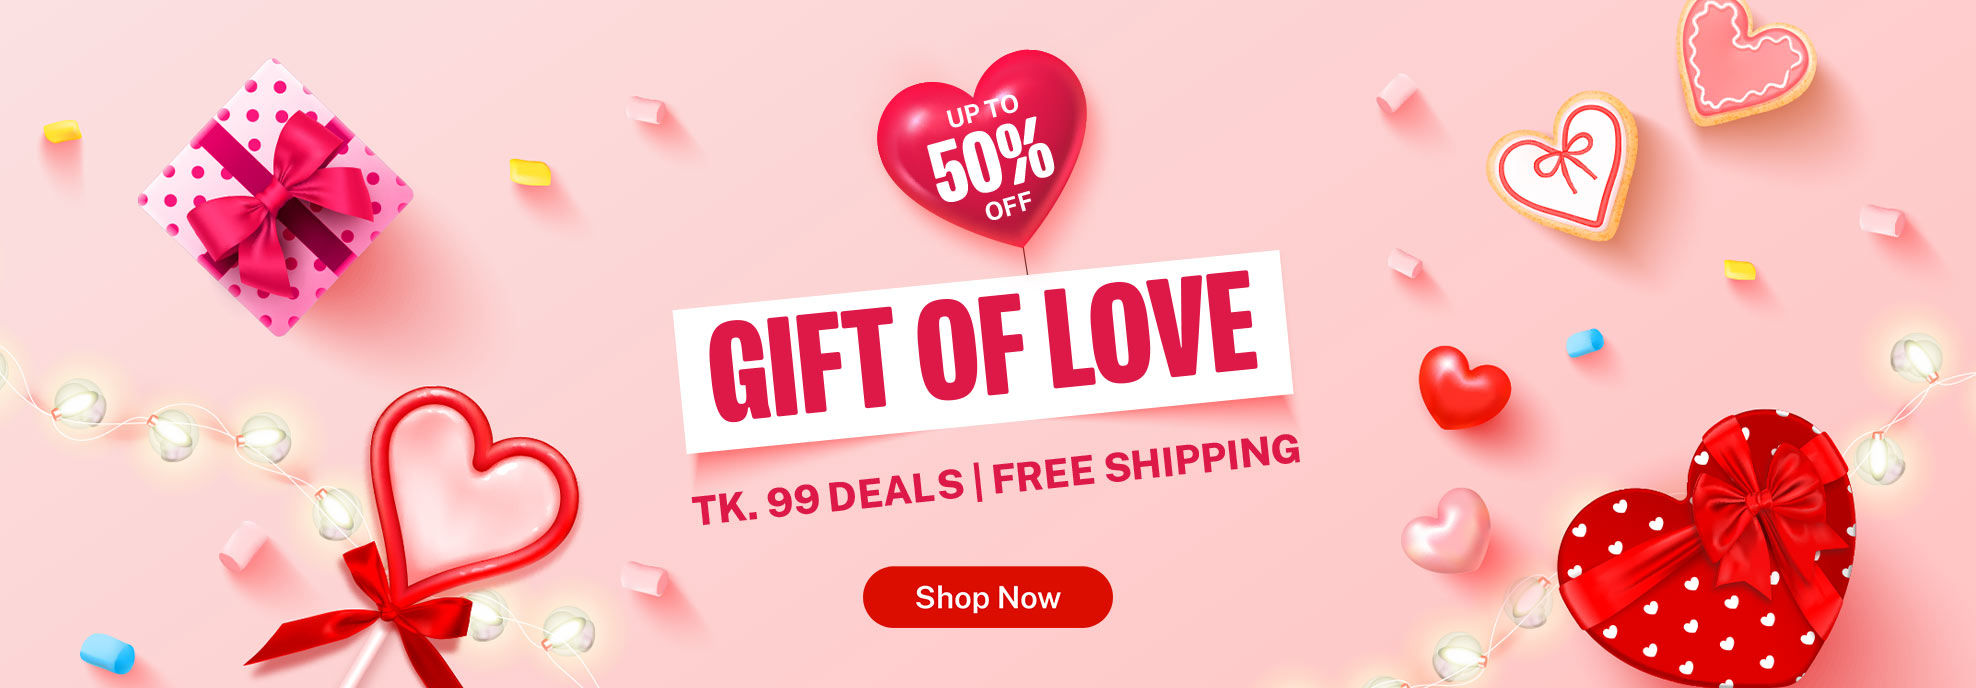 UP TO
50%
OFF
GIFT OF LOVE
TK. 99 DEALS | FREE SHIPPING
Shop Now